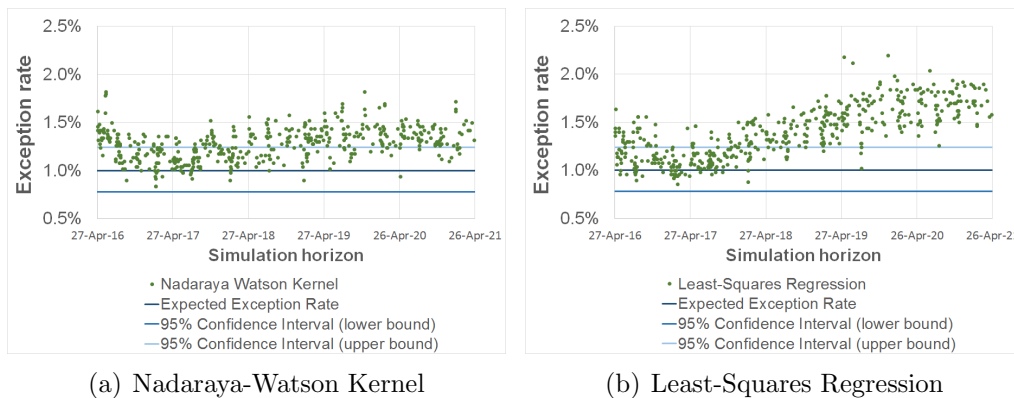 2.5%
2.0%
1.5%
1.0%
0.5%
Exception rate
27-Apr-16 27-Apr-17 27-Apr-18 27-Apr-19 26-Apr-20 26-Apr-21
Simulation horizon
Nadaraya Watson Kernel
Expected Exception Rate
95% Confidence Interval (lower bound)
95% Confidence Interval (upper bound)
(a) Nadaraya-Watson Kernel
2.5%
2.0%
1.5%
1.0%
0.5%
Exception rate
27-Apr-16 27-Apr-17 27-Apr-18 27-Apr-19 26-Apr-20 26-Apr-21
Simulation horizon
Least-Squares Regression
Expected Exception Rate
95% Confidence Interval (lower bound)
95% Confidence Interval (upper bound)
(b) Least-Squares Regression